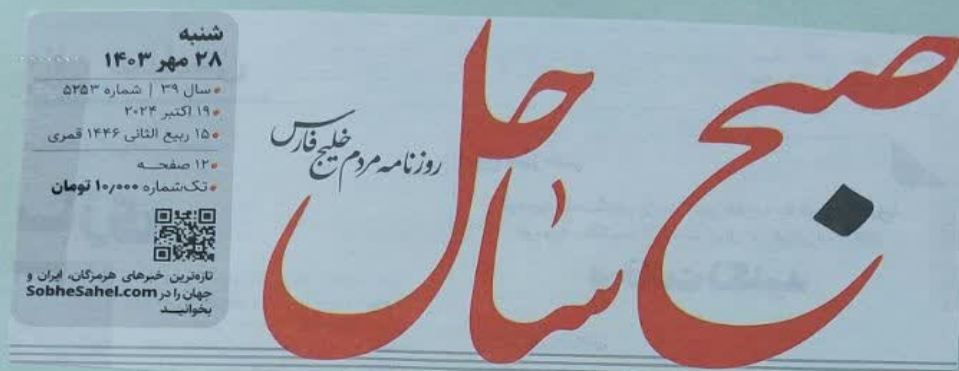 صبح ساحل
روزنامه مردم خلیج فارس
شنبه
۲۸ مهر ۱۴۰۳
سال ۳۹ | شماره ۵۲۵۳
۱۹ اکتبر ۲۰۲۴
۱۵ ربیع الثانی ۱۴۴۶ قمری
۱۲ صفحــه
تک‌شماره ۱۰٫۰۰۰ تومان
تازه‌ترین خبرهای هرمزگان، ایران و
جهان را در SobheSahel.com
بخوانیــد